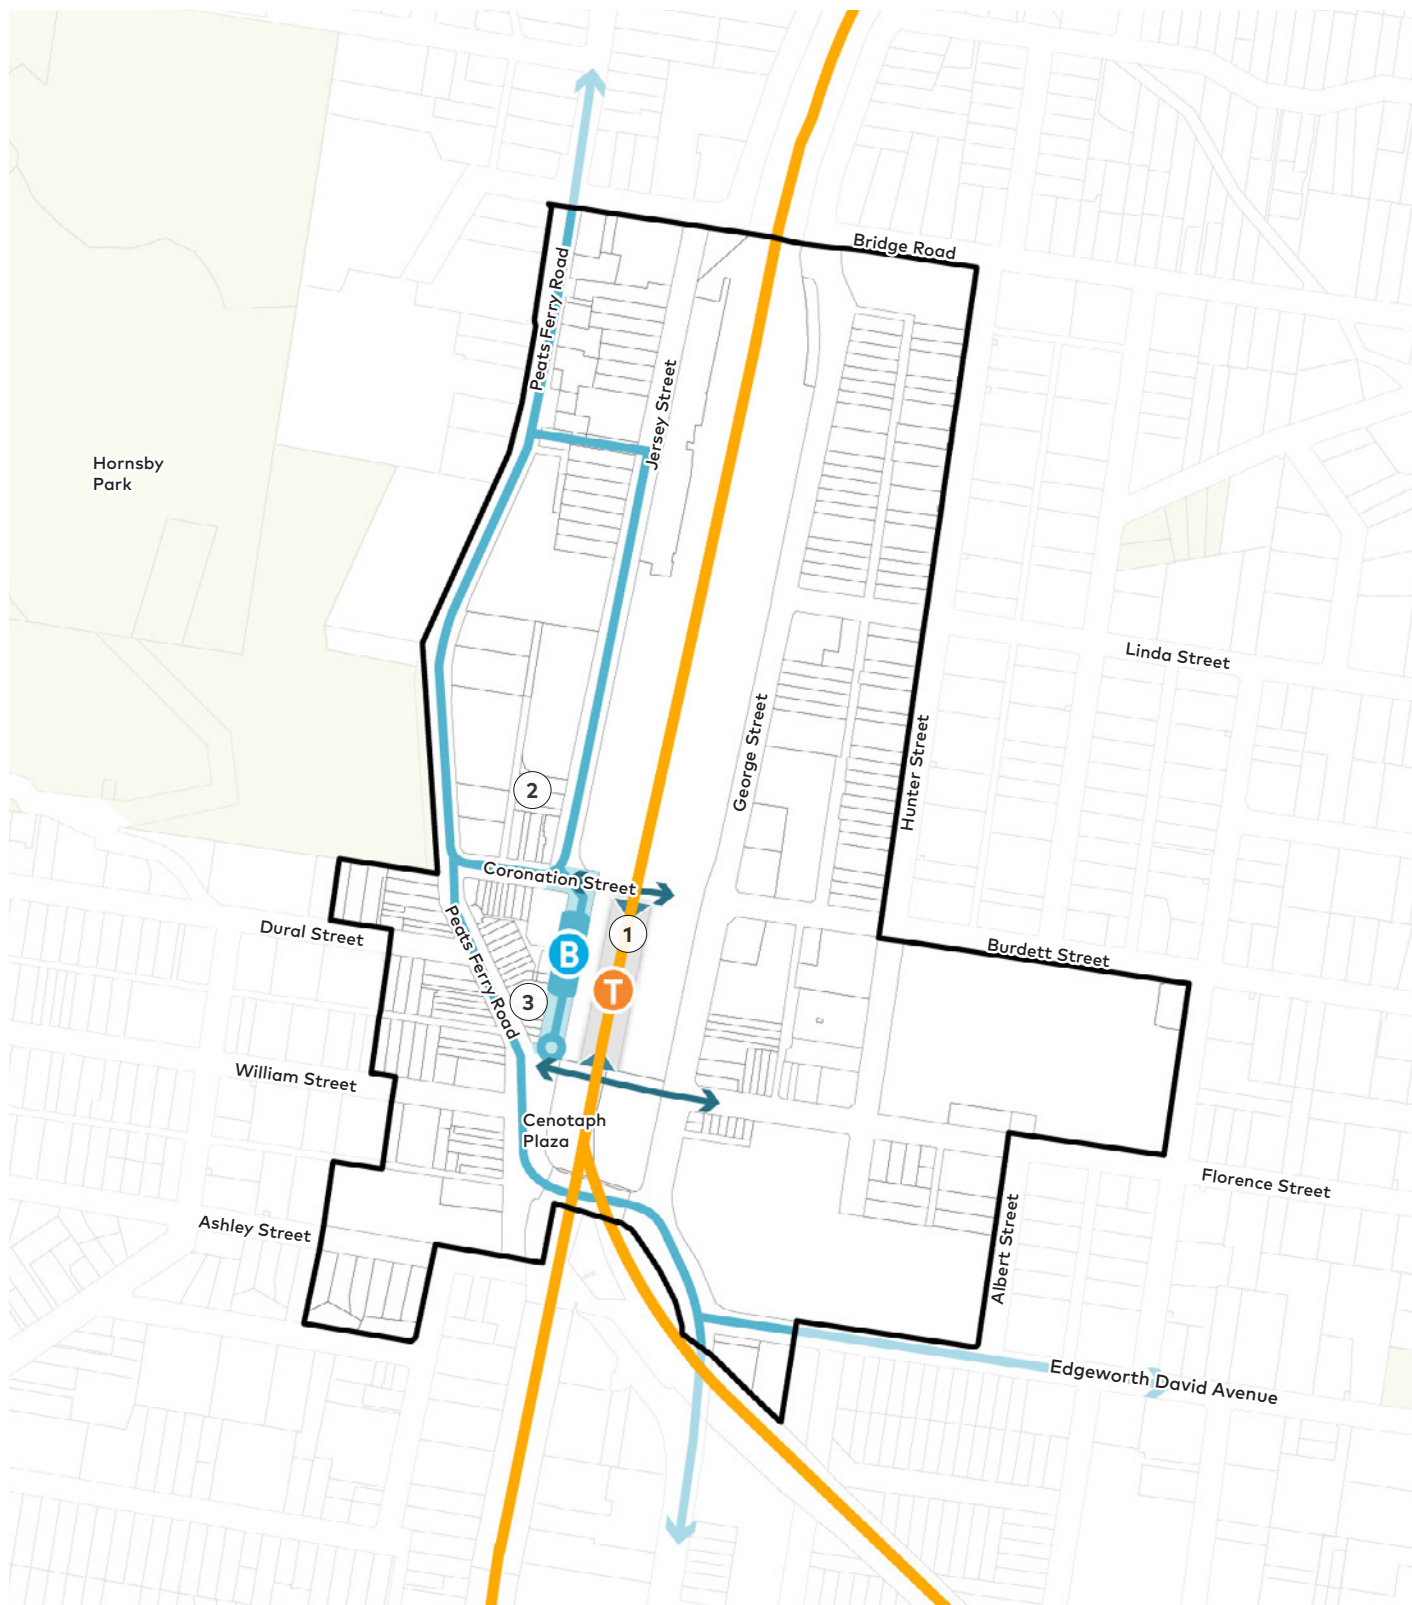 Bridge Road
Peats Ferry Road
Jersey Street
Hornsby
Park
Linda Street
George Street
Hunter Street
2
Coronation Street
Peats Ferry Road
Dural Street
1
B
Burdett Street
T
3
William Street
Cenotaph
Plaza
Florence Street
Ashley Street
Albert Street
Edgeworth David Avenue